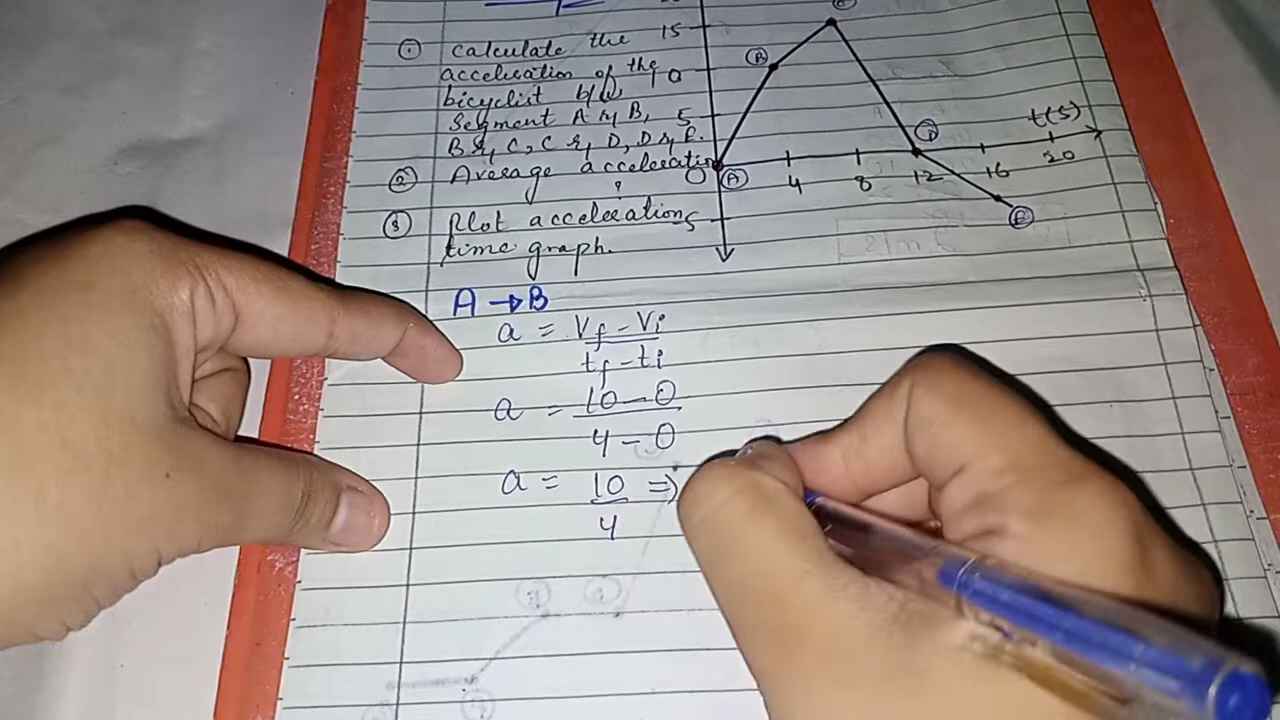 ① Calculate the
acceleration of the
bicyclist b/w
Segment A & B,
B & C, C & D, D & E.
② Average acceleration
③ Plot accelerations
time graph.
15
10
5
0
5
4
8
12
16
20
t(s)
A
B
D
E
A → B
a = Vf - Vi
tf - ti
a = 10 - 0
4 - 0
a = 10 ⇒
4